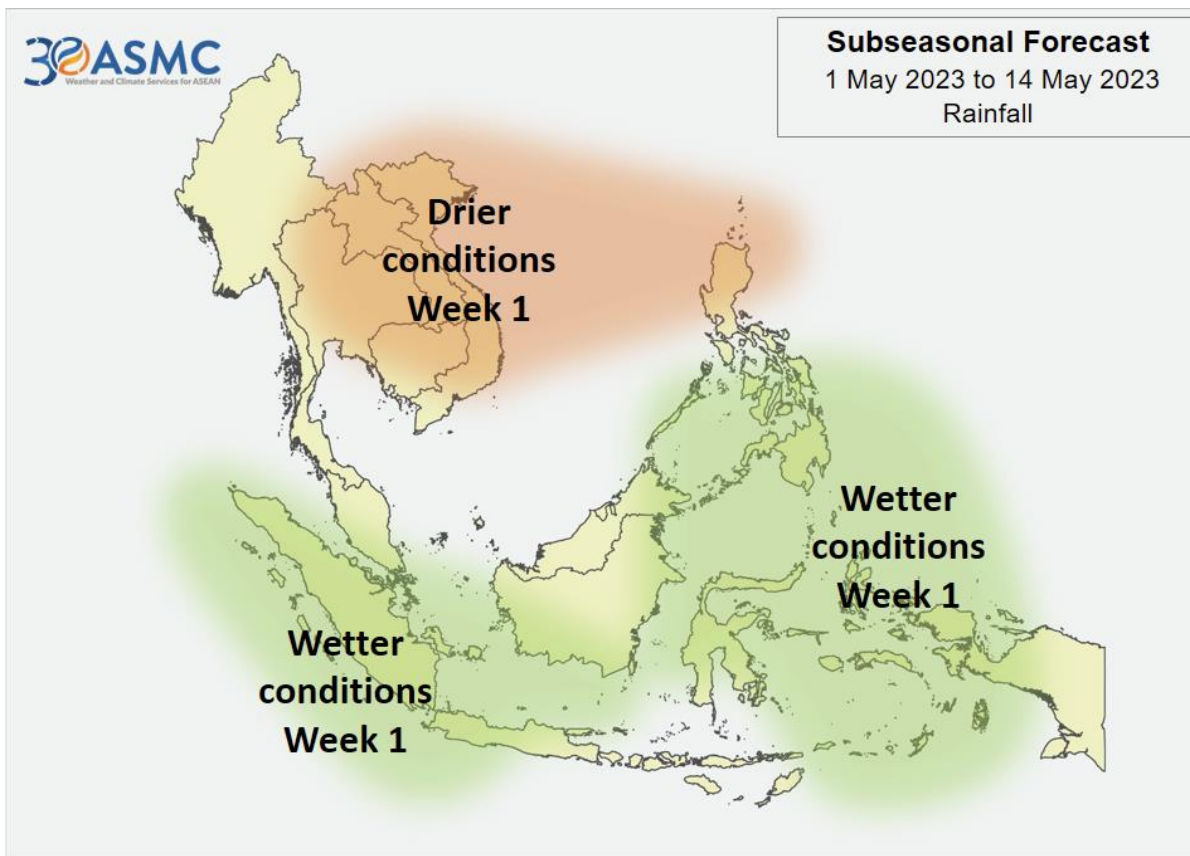 30ASMC
Weather and Climate Services for ASEAN
Subseasonal Forecast
1 May 2023 to 14 May 2023
Rainfall
Drier
conditions
Week 1
Wetter
conditions
Week 1
Wetter
conditions
Week 1